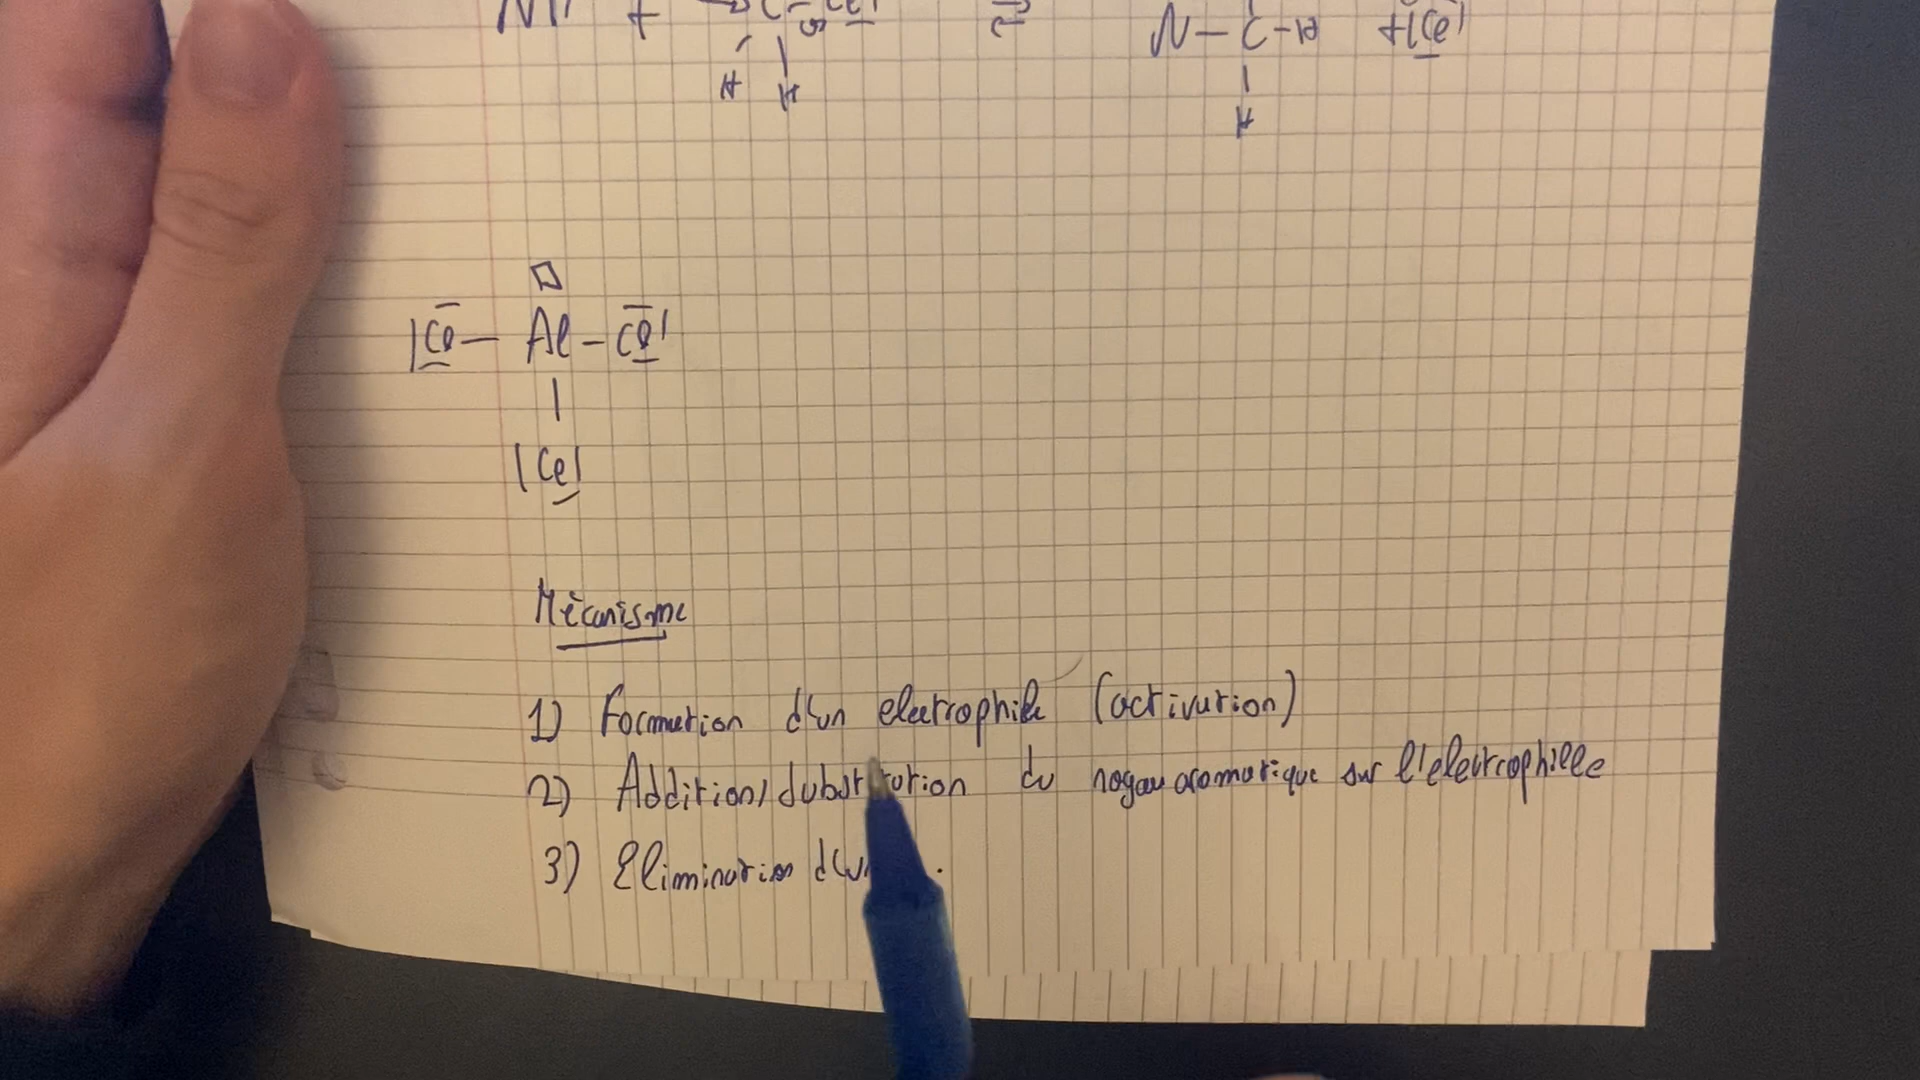 +
N-C-H +|Cl|
H H
H
|Cl-Al-Cl|
|Cl|
Mécanisme
1) Formation d'un electrophile (activation)
2) Addition/substitution du noyau aromatique sur l'electrophille
3) Elimination d'un .